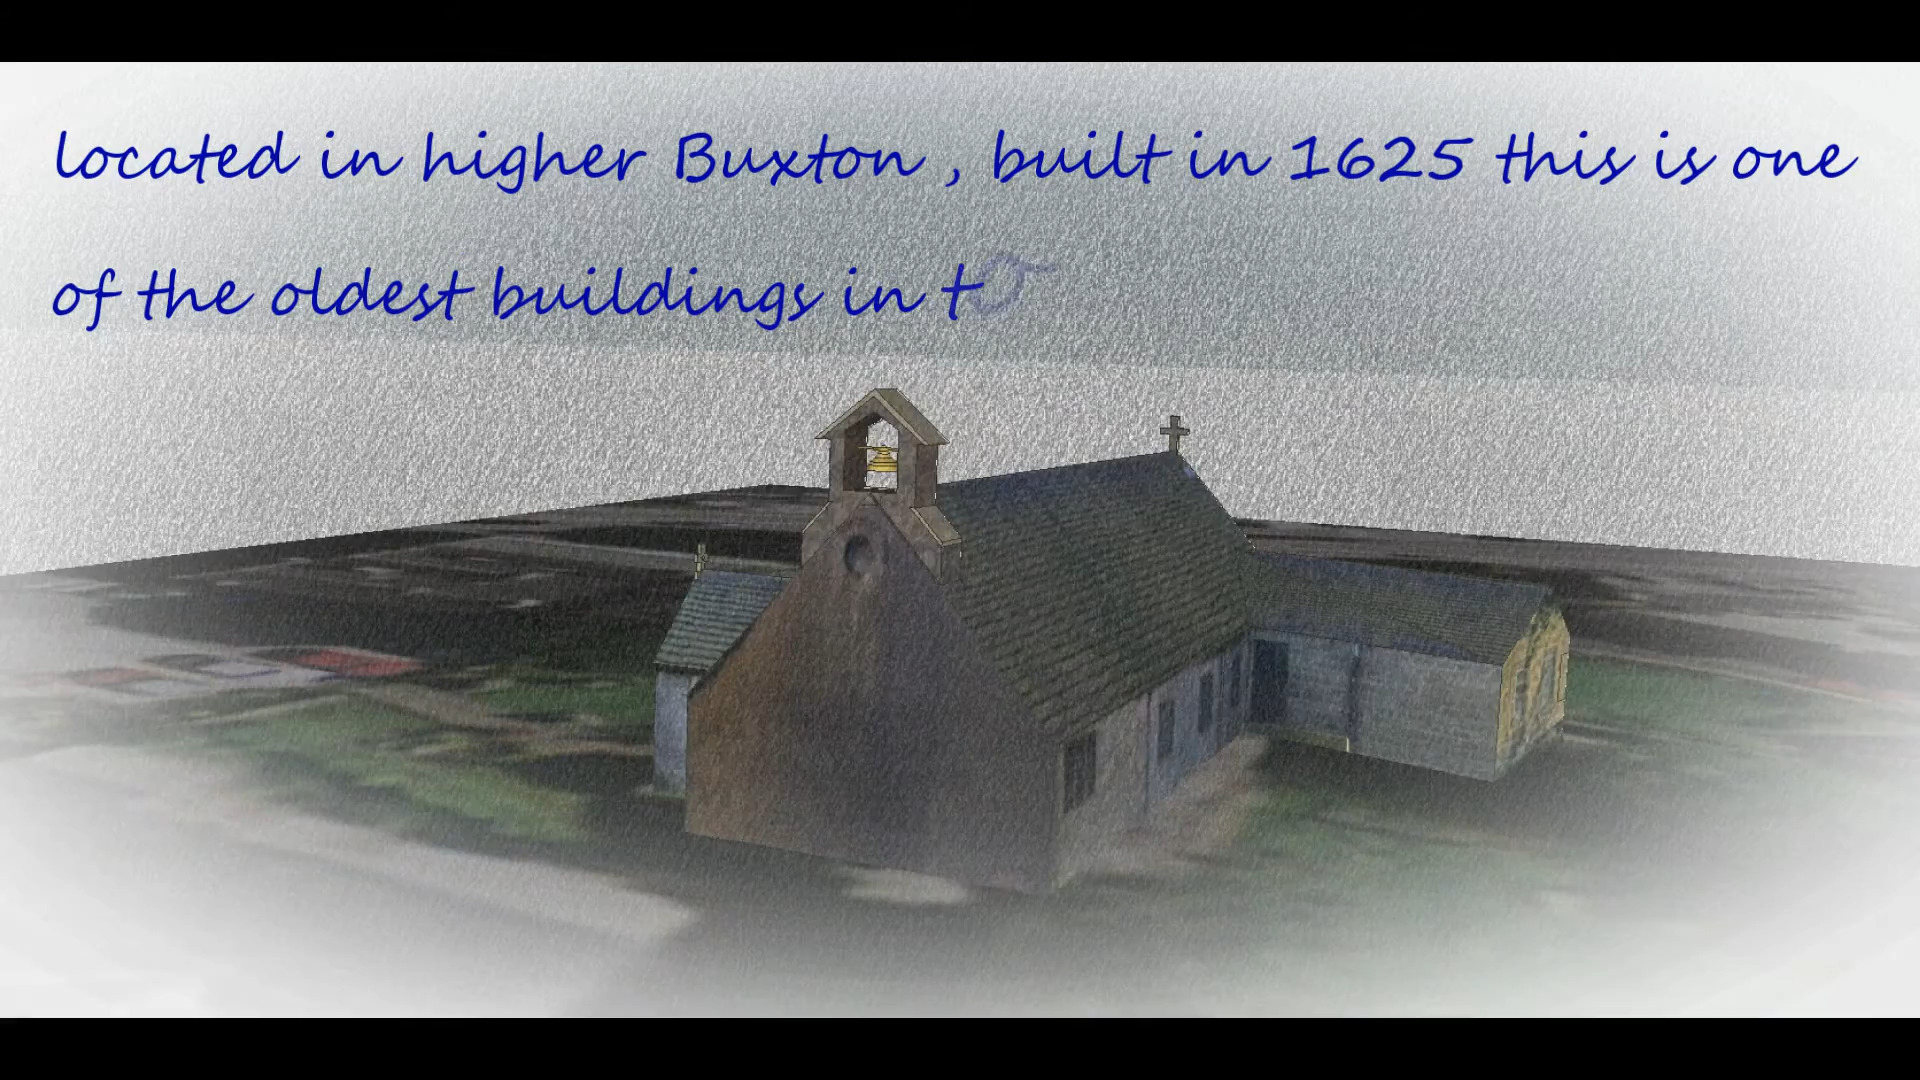 located in higher Buxton , built in 1625 this is one
of the oldest buildings in t